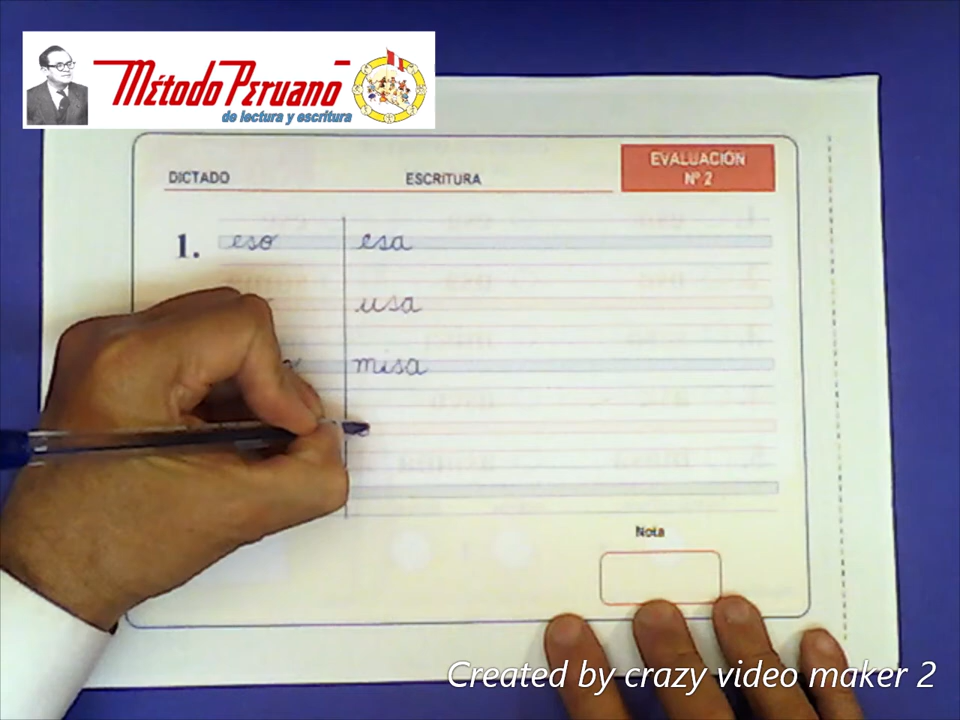 Método Peruano
de lectura y escritura
EVALUACIÓN
Nº 2
DICTADO ESCRITURA
1. eso esa
usa
misa
Nota
Created by crazy video maker 2